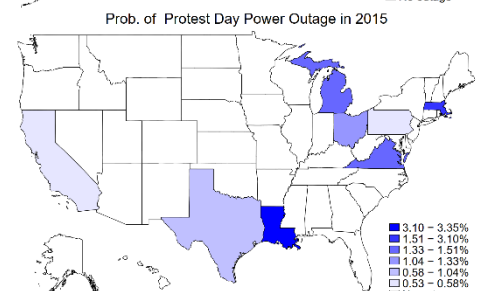 Prob. of Protest Day Power Outage in 2015
3.10 − 3.35%
1.51 − 3.10%
1.33 − 1.51%
1.04 − 1.33%
0.58 − 1.04%
0.53 − 0.58%